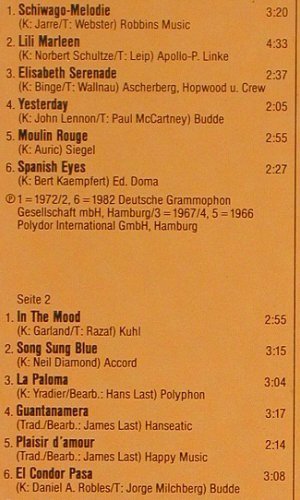 1. Schiwago-Melodie 3:20
(K: Jarre/T: Webster) Robbins Music
2. Lili Marleen 4:33
(K: Norbert Schultze/T: Leip) Apollo-P. Linke
3. Elisabeth Serenade 2:37
(K: Binge/T: Wallnau) Ascherberg, Hopwood u. Crew
4. Yesterday 2:05
(K: John Lennon/T: Paul McCartney) Budde
5. Moulin Rouge 2:55
(K: Auric) Siegel
6. Spanish Eyes 2:27
(K: Bert Kaempfert) Ed. Doma
℗ 1 = 1972/2, 6 = 1982 Deutsche Grammophon
Gesellschaft mbH, Hamburg/3 = 1967/4, 5 = 1966
Polydor International GmbH, Hamburg
Seite 2
1. In The Mood 2:55
(K: Garland/T: Razaf) Kuhl
2. Song Sung Blue 3:15
(K: Neil Diamond) Accord
3. La Paloma 3:04
(K: Yradier/Bearb.: Hans Last) Polyphon
4. Guantanamera 3:17
(Trad./Bearb.: James Last) Hanseatic
5. Plaisir d'amour 2:14
(Trad./Bearb.: James Last) Happy Music
6. El Condor Pasa 3:08
(K: Daniel A. Robles/T: Jorge Milchberg) Budde